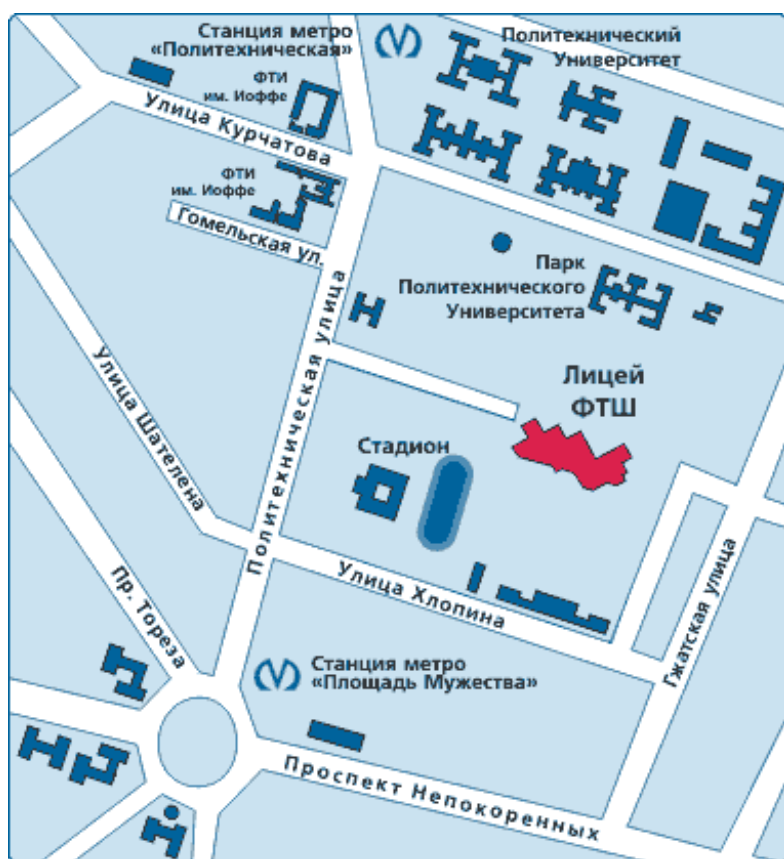 Станция метро
«Политехническая»
Политехнический
Университет
ФТИ
им. Иоффе
Улица Курчатова
ФТИ
им. Иоффе
Гомельская ул.
Парк
Политехнического
Университета
Политехническая улица
Улица Шателена
Лицей
ФТШ
Стадион
Улица Хлопина
Гжатская улица
Пр. Тореза
Станция метро
«Площадь Мужества»
Проспект Непокоренных